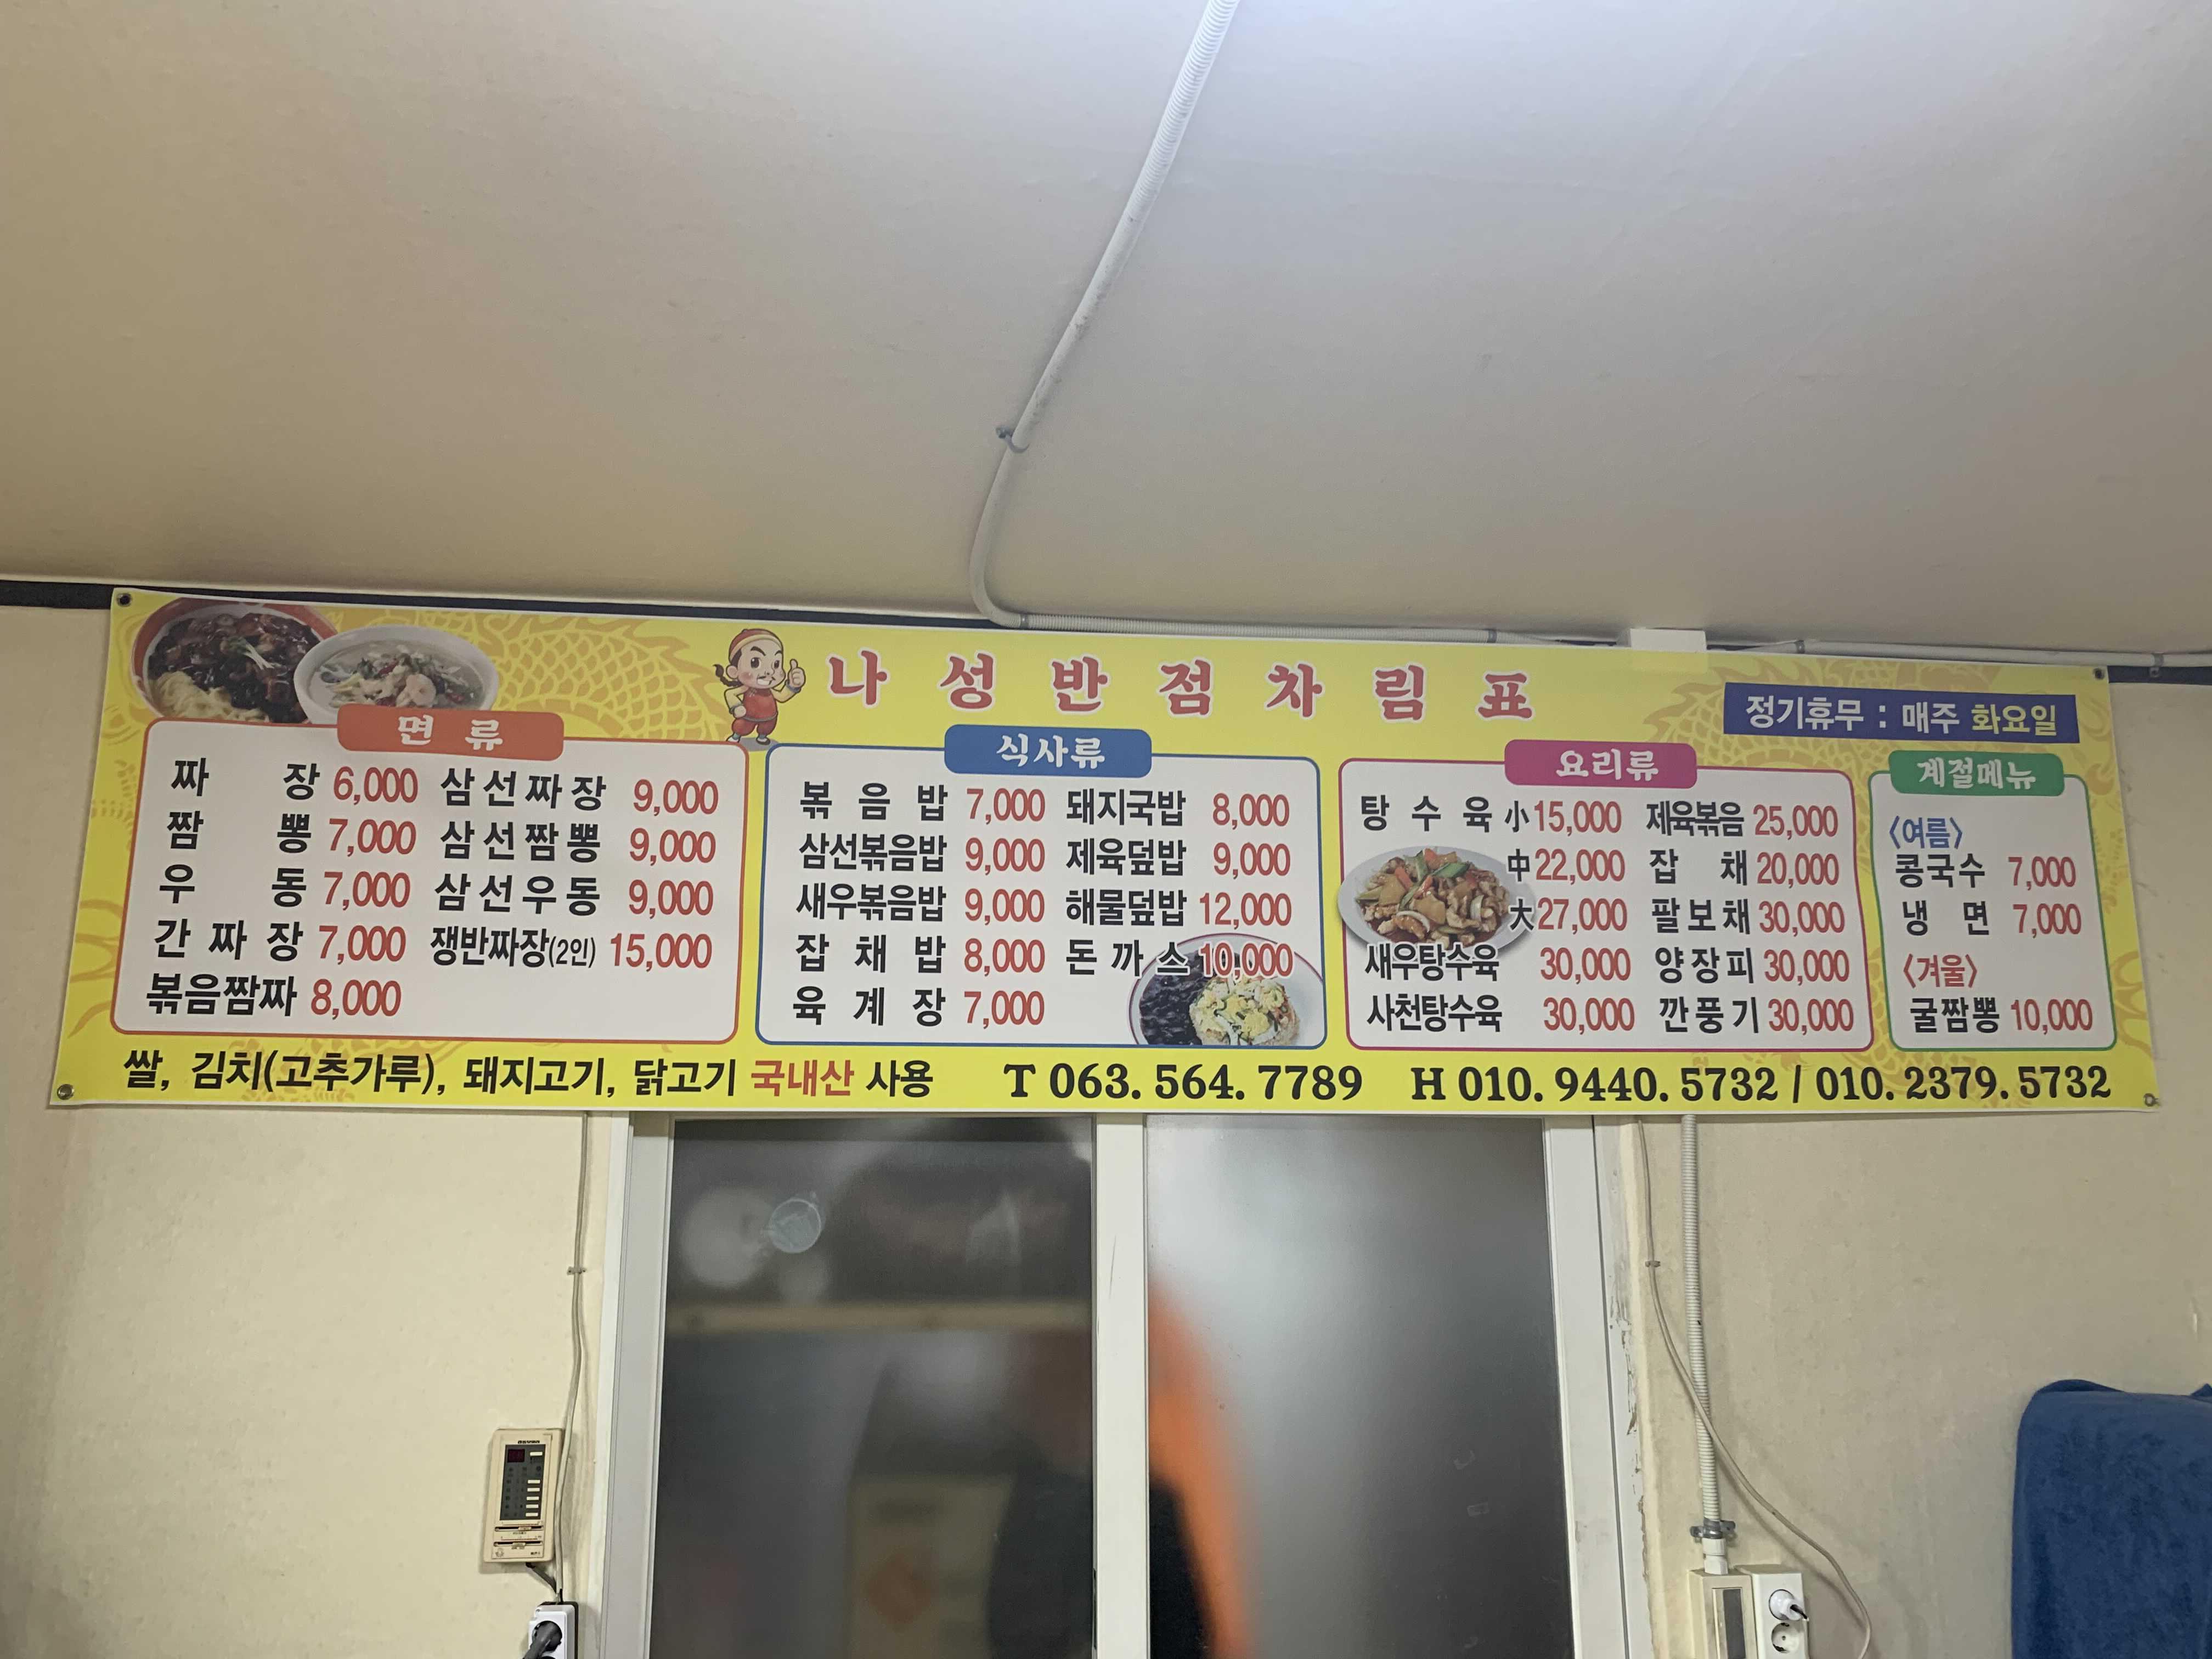 나성반점차림표
정기휴무 : 매주 화요일
면류
짜장 6,000 삼선짜장 9,000
짬뽕 7,000 삼선짬뽕 9,000
우동 7,000 삼선우동 9,000
간짜장 7,000 쟁반짜장(2인) 15,000
볶음짬짜 8,000
식사류
볶음밥 7,000 돼지국밥 8,000
삼선볶음밥 9,000 제육덮밥 9,000
새우볶음밥 9,000 해물덮밥 12,000
잡채밥 8,000 돈까스 10,000
육계장 7,000
요리류
탕수육 小 15,000 제육볶음 25,000
中 22,000 잡채 20,000
大 27,000 팔보채 30,000
새우탕수육 30,000 양장피 30,000
사천탕수육 30,000 깐풍기 30,000
계절메뉴
<여름>
콩국수 7,000
냉면 7,000
<겨울>
굴짬뽕 10,000
쌀, 김치(고추가루), 돼지고기, 닭고기 국내산 사용 T 063. 564. 7789 H 010. 9440. 5732 / 010. 2379. 5732